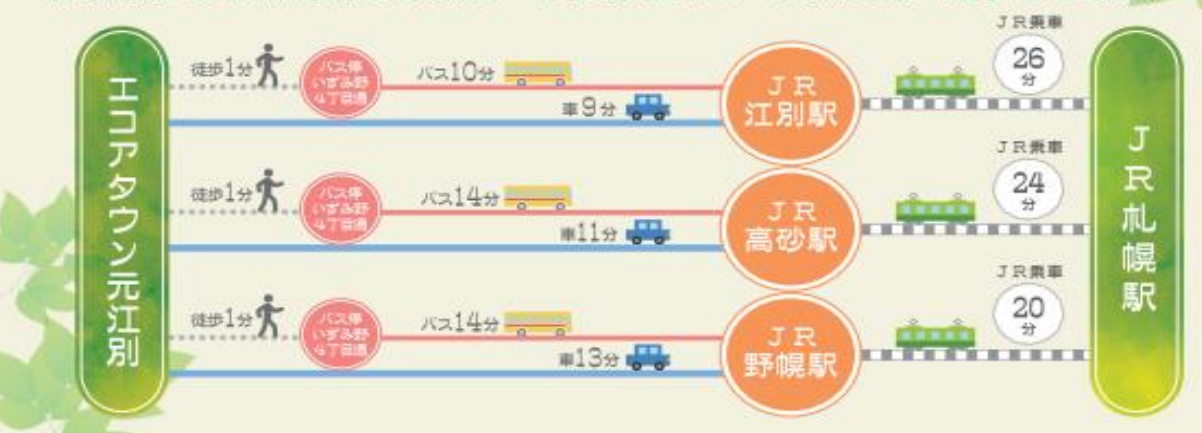 エコアタウン元江別
徒歩1分
バス停
いずみ野
4丁目通
バス10分
車9分
JR
江別駅
JR乗車
26
分
徒歩1分
バス停
いずみ野
4丁目通
バス14分
車11分
JR
高砂駅
JR乗車
24
分
徒歩1分
バス停
いずみ野
4丁目通
バス14分
車13分
JR
野幌駅
JR乗車
20
分
JR札幌駅